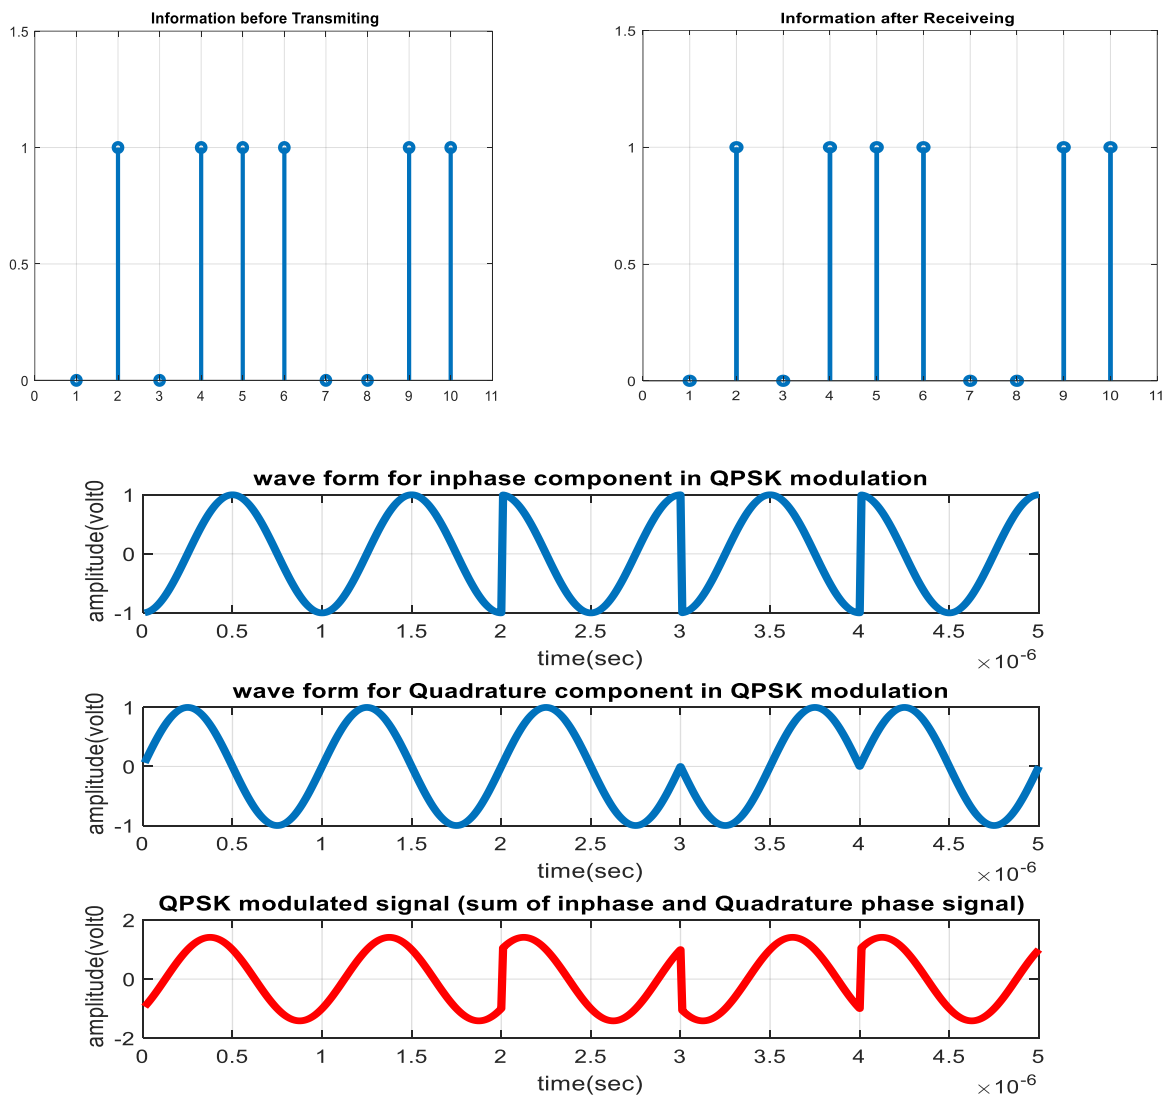 Information before Transmiting
1.5
1
0.5
0
0 1 2 3 4 5 6 7 8 9 10 11
Information after Receiveing
1.5
1
0.5
0
0 1 2 3 4 5 6 7 8 9 10 11
wave form for inphase component in QPSK modulation
amplitude(volt0
1
0
-1
0 0.5 1 1.5 2 2.5 3 3.5 4 4.5 5
time(sec)
×10-6
wave form for Quadrature component in QPSK modulation
amplitude(volt0
1
0
-1
0 0.5 1 1.5 2 2.5 3 3.5 4 4.5 5
time(sec)
×10-6
QPSK modulated signal (sum of inphase and Quadrature phase signal)
amplitude(volt0
2
0
-2
0 0.5 1 1.5 2 2.5 3 3.5 4 4.5 5
time(sec)
×10-6